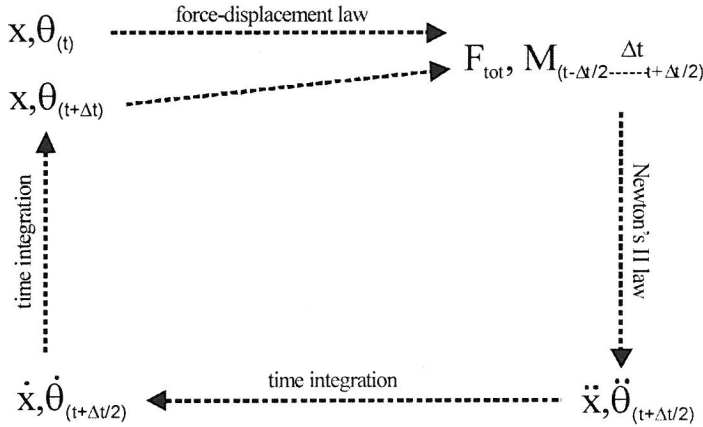 x,θ(t)
force-displacement law
x,θ(t+Δt)
Ftot, M(t-Δt/2------t+Δt/2)
Δt
time integration
Newton's II law
ẋ,θ̇(t+Δt/2)
time integration
ẍ,θ̈(t+Δt/2)